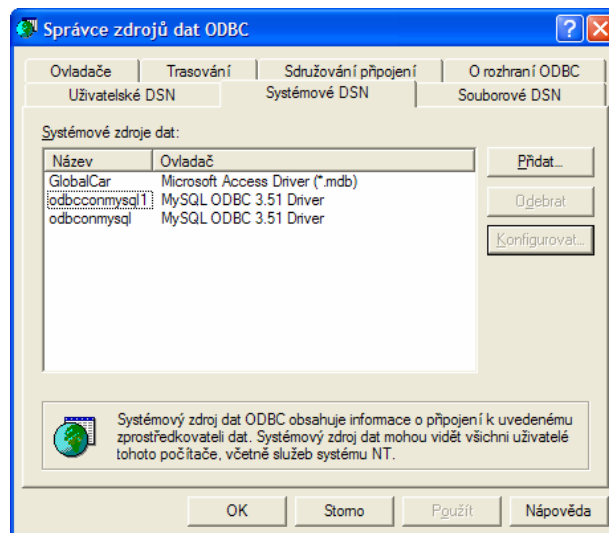 Správce zdrojů dat ODBC
Ovladače Trasování Sdružování připojení O rozhraní ODBC
Uživatelské DSN Systémové DSN Souborové DSN
Systémové zdroje dat:
Název Ovladač
GlobalCar Microsoft Access Driver (*.mdb)
odbcconmysql1 MySQL ODBC 3.51 Driver
odbconmysql MySQL ODBC 3.51 Driver
Přidat...
Odebrat
Konfigurovat...
Systémový zdroj dat ODBC obsahuje informace o připojení k uvedenému
zprostředkovateli dat. Systémový zdroj dat mohou vidět všichni uživatelé
tohoto počítače, včetně služeb systému NT.
OK Storno Použít Nápověda